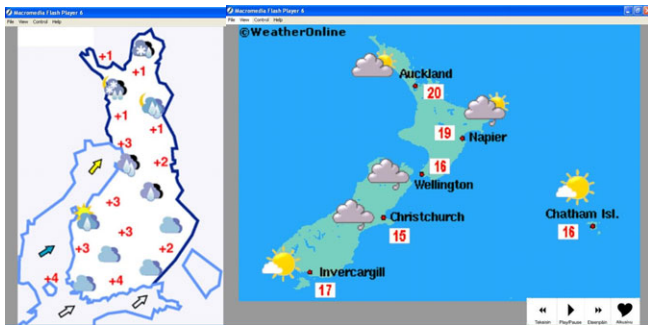 Macromedia Flash Player 6
File View Control Help
+1
+1
+1
+1
+3
+2
+3
+3
+3
+2
+4
+4
Macromedia Flash Player 6
File View Control Help
©WeatherOnline
Auckland
20
19
Napier
16
Wellington
Chatham Isl.
16
Christchurch
15
Invercargill
17
Takaisin Play/Pause Eteenpäin